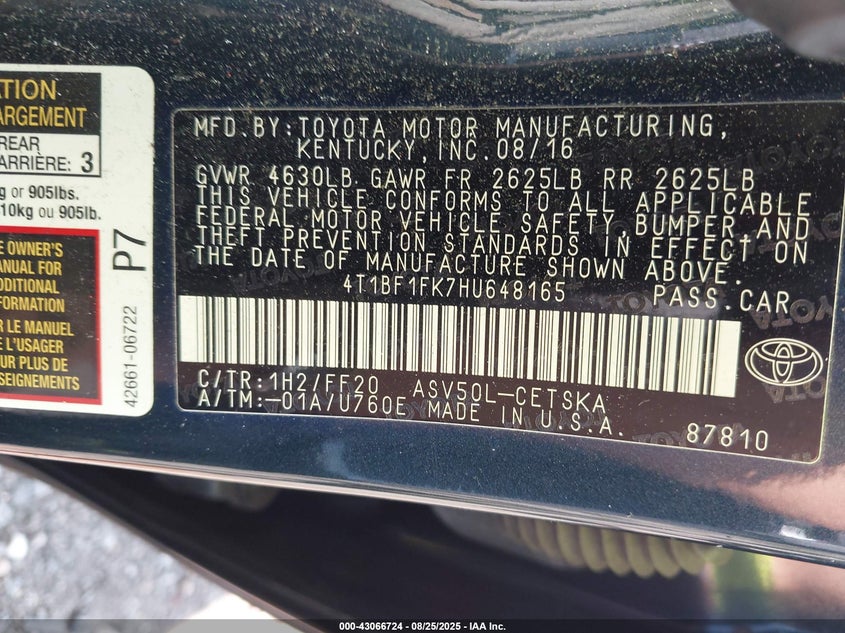 ATION
ARGEMENT
REAR
ARRIÈRE: 3
g or 905lbs.
10kg ou 905lb.
E OWNER'S
ANUAL FOR
DDITIONAL
FORMATION
R LE MANUEL
E L'USAGER
UR PLUS DE
SEIGNEMENTS
P7
42661-06722
MFD.BY:TOYOTA MOTOR MANUFACTURING,
KENTUCKY,INC.08/16
GVWR 4630LB GAWR FR 2625LB RR 2625LB
THIS VEHICLE CONFORMS TO ALL APPLICABLE
FEDERAL MOTOR VEHICLE SAFETY,BUMPER,AND
THEFT PREVENTION STANDARDS IN EFFECT ON
THE DATE OF MANUFACTURE SHOWN ABOVE.
4T1BF1FK7HU648165 PASS.CAR
C/TR:1H2/FF20 ASV50L-CETSKA
A/TM:-01A/U760E MADE IN U.S.A. 87810
TOYOTA
000-43066724 - 08/25/2025 - IAA Inc.